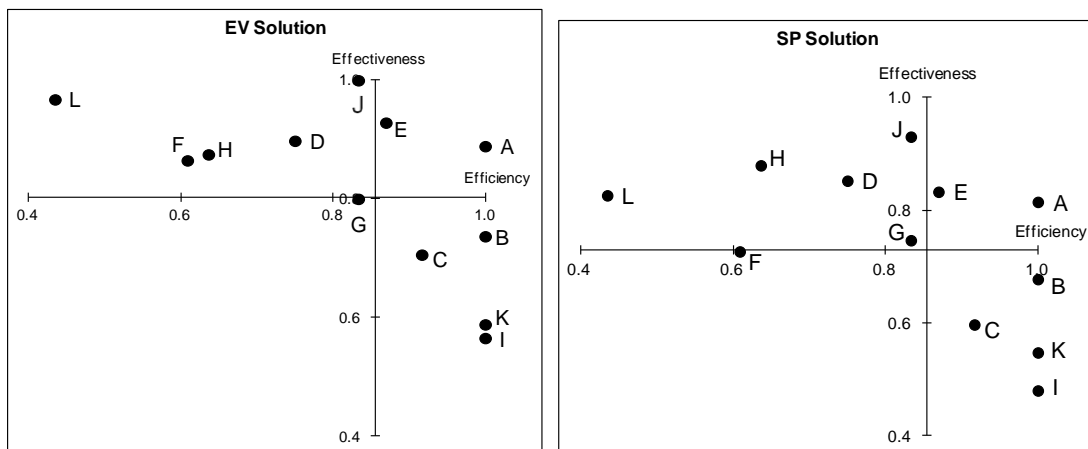 EV Solution
Effectiveness
1.0
L
J
E
F
H
D
A
Efficiency
0.4
0.6
0.8
0.8
1.0
G
B
C
0.6
K
I
0.4
SP Solution
Effectiveness
1.0
J
H
D
L
E
A
0.8
G
Efficiency
0.4
0.6
0.8
1.0
F
B
0.6
C
K
I
0.4